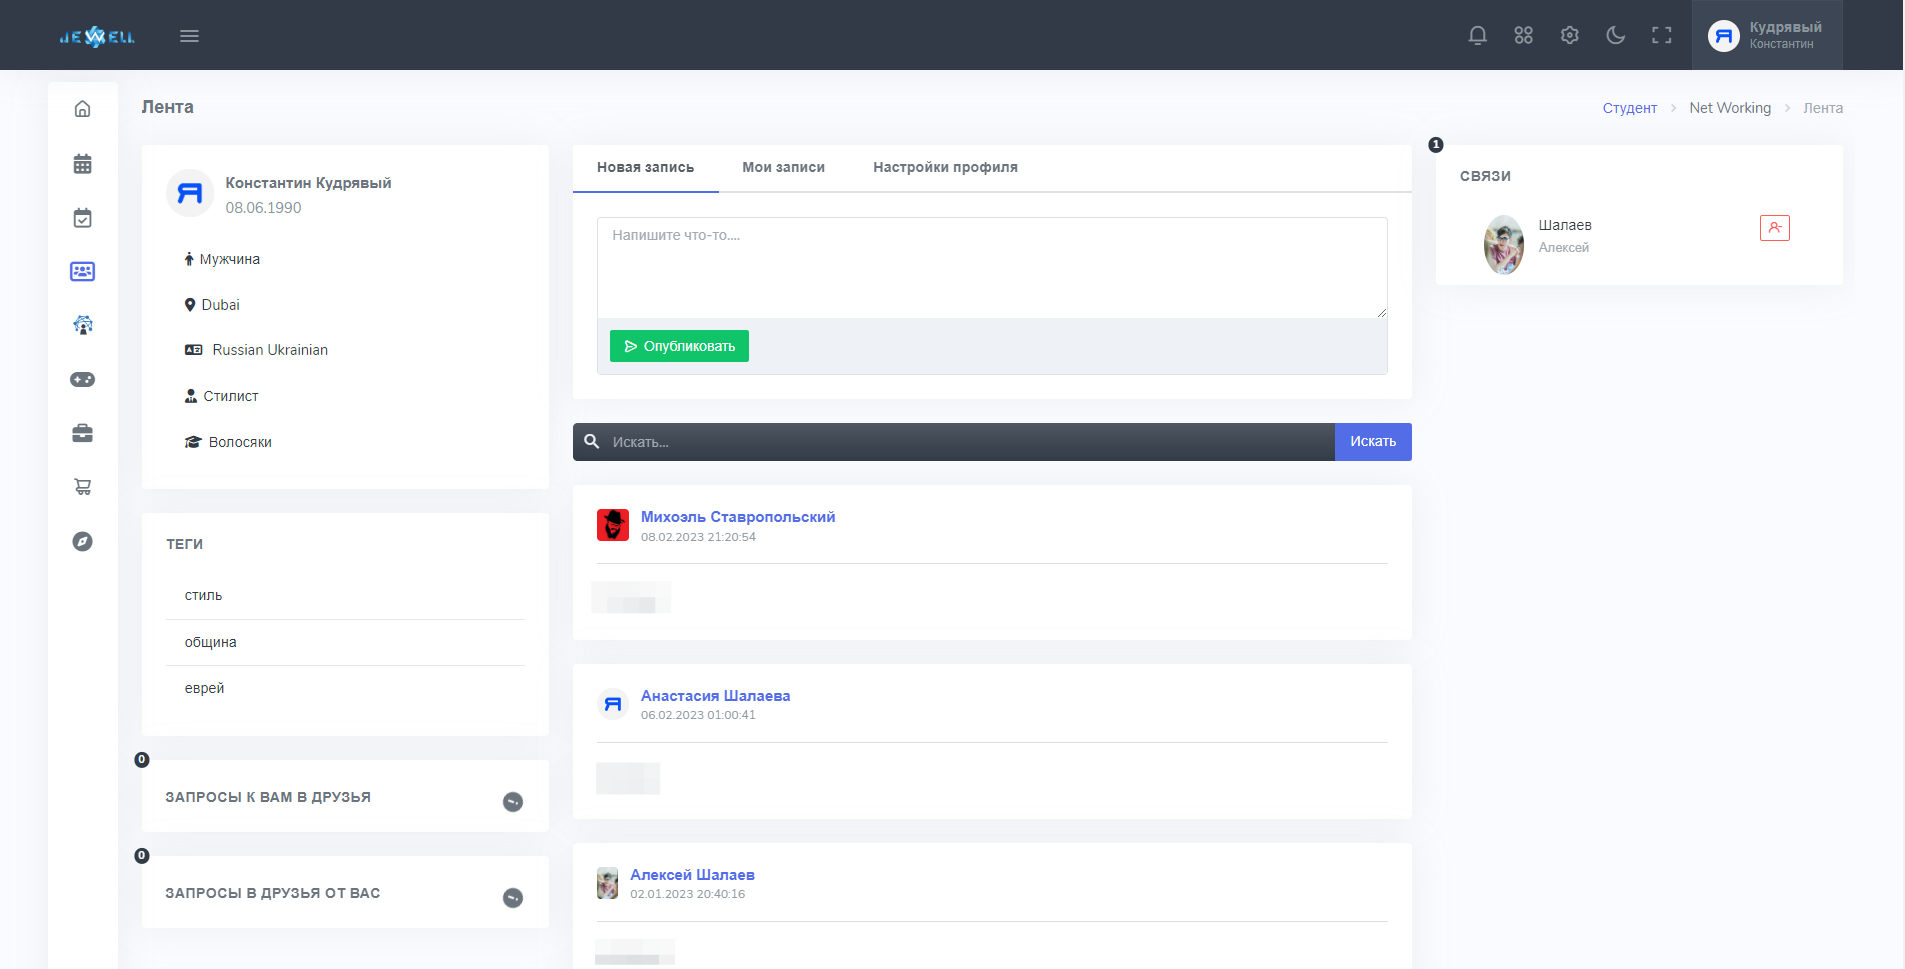 JEWELL
Кудрявый
Константин
Лента
Студент > Net Working > Лента
Константин Кудрявый
08.06.1990
Мужчина
Dubai
Russian Ukrainian
Стилист
Волосяки
ТЕГИ
стиль
община
еврей
0
ЗАПРОСЫ К ВАМ В ДРУЗЬЯ
0
ЗАПРОСЫ В ДРУЗЬЯ ОТ ВАС
Новая запись Мои записи Настройки профиля
Напишите что-то....
Опубликовать
Искать... Искать
Михоэль Ставропольский
08.02.2023 21:20:54
Анастасия Шалаева
06.02.2023 01:00:41
Алексей Шалаев
02.01.2023 20:40:16
1
СВЯЗИ
Шалаев
Алексей